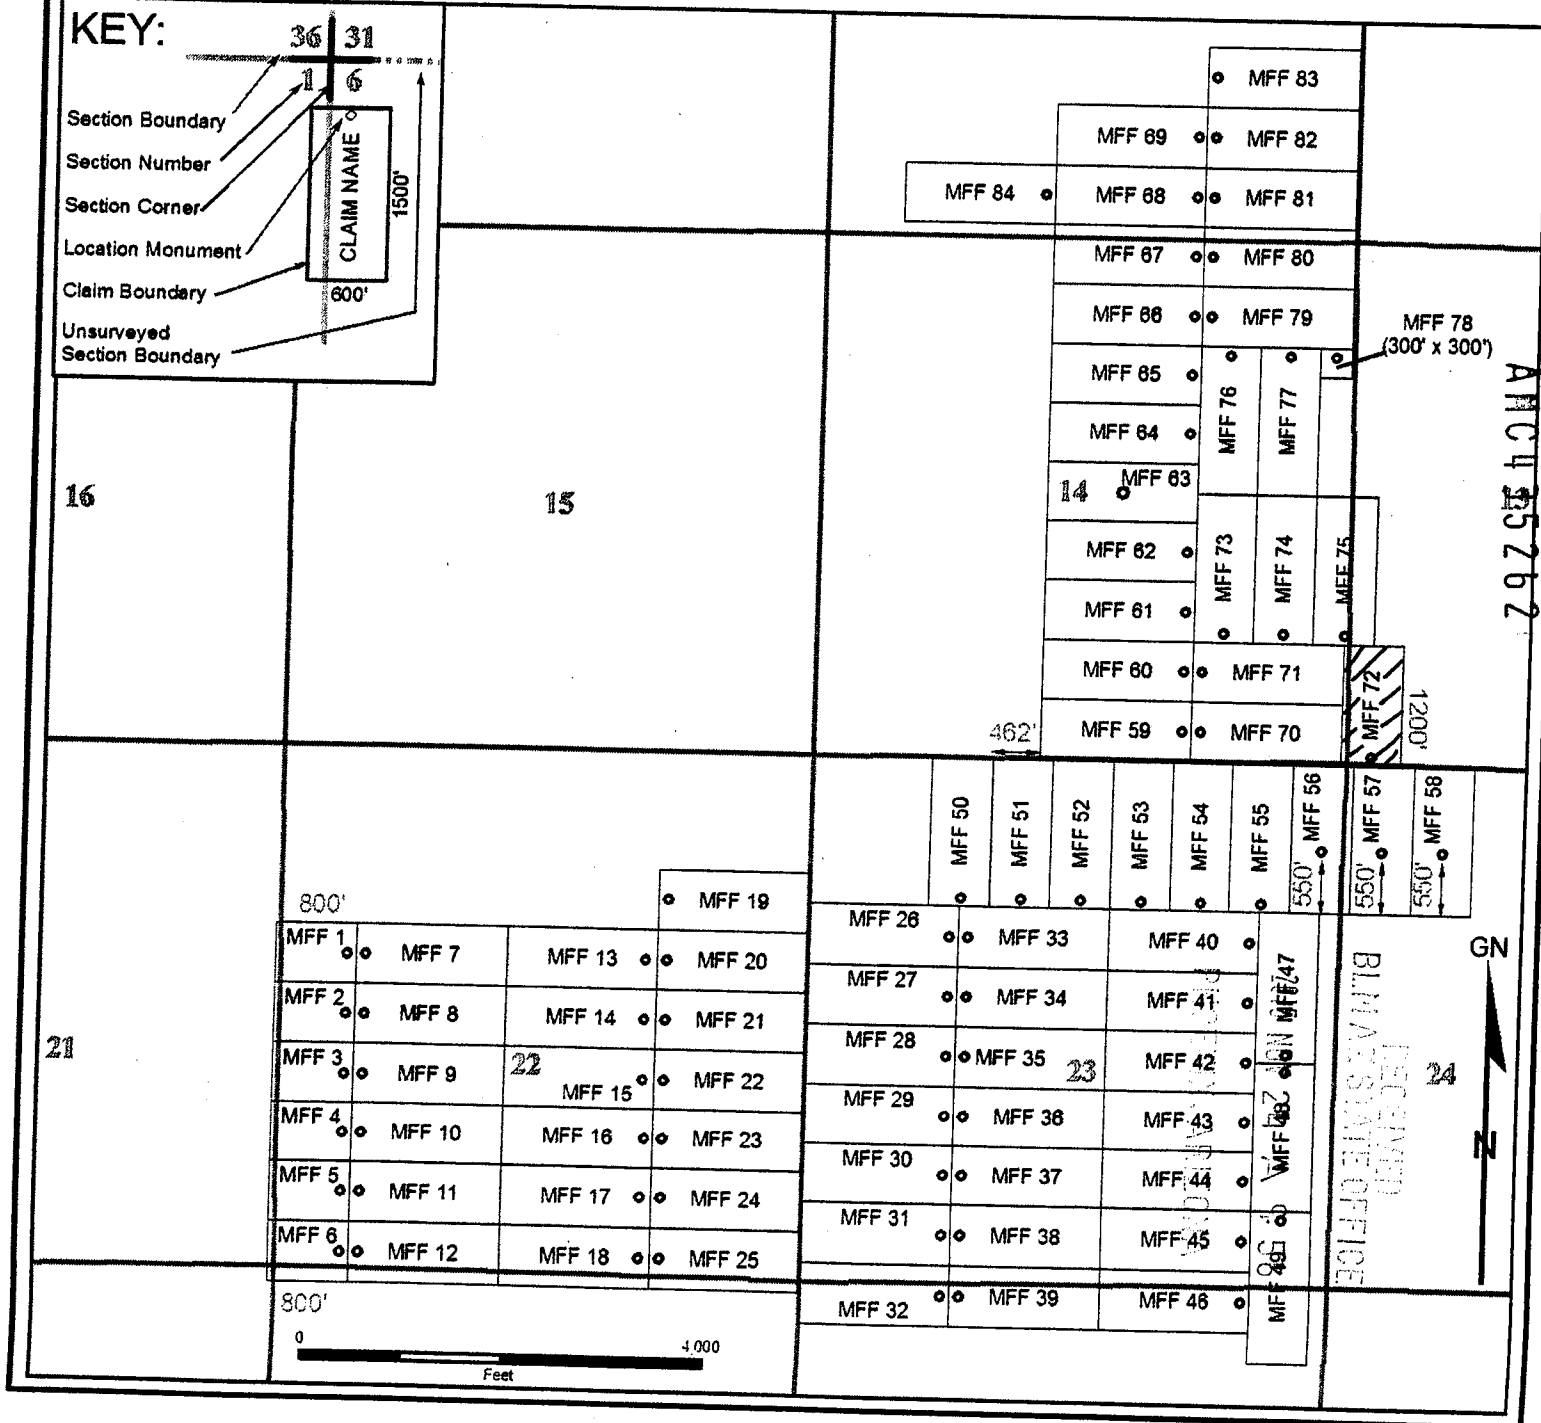 KEY:
36 31
1 6
Section Boundary
Section Number
Section Corner
Location Monument
Claim Boundary
Unsurveyed
Section Boundary
CLAIM NAME
1500'
600'
MFF 83
MFF 69
MFF 82
MFF 84
MFF 68
MFF 81
MFF 67
MFF 80
MFF 66
MFF 79
MFF 78
(300' x 300')
MFF 65
MFF 76
MFF 77
MFF 64
16
15
14
MFF 63
MFF 62
MFF 73
MFF 74
MFF 75
MFF 61
MFF 60
MFF 71
MFF 72
1200'
462'
MFF 59
MFF 70
MFF 50
MFF 51
MFF 52
MFF 53
MFF 54
MFF 55
MFF 56
MFF 57
MFF 58
550'
550'
550'
800'
MFF 19
MFF 1
MFF 7
MFF 13
MFF 20
MFF 26
MFF 33
MFF 40
MFF 47
GN
MFF 2
MFF 8
MFF 14
MFF 21
MFF 27
MFF 34
MFF 41
21
MFF 3
MFF 9
22
MFF 15
MFF 22
MFF 28
MFF 35
23
MFF 42
24
MFF 4
MFF 10
MFF 16
MFF 23
MFF 29
MFF 36
MFF 43
MFF 48
N
MFF 5
MFF 11
MFF 17
MFF 24
MFF 30
MFF 37
MFF 44
MFF 6
MFF 12
MFF 18
MFF 25
MFF 31
MFF 38
MFF 45
MFF 49
800'
MFF 32
MFF 39
MFF 46
0
4,000
Feet
RECEIVED
BLM AZ STATE OFFICE